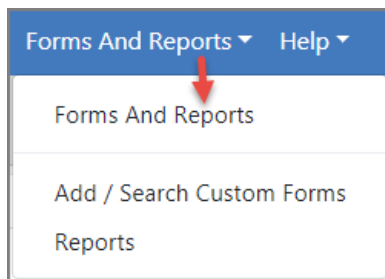 Forms And Reports Help
Forms And Reports
Add / Search Custom Forms
Reports